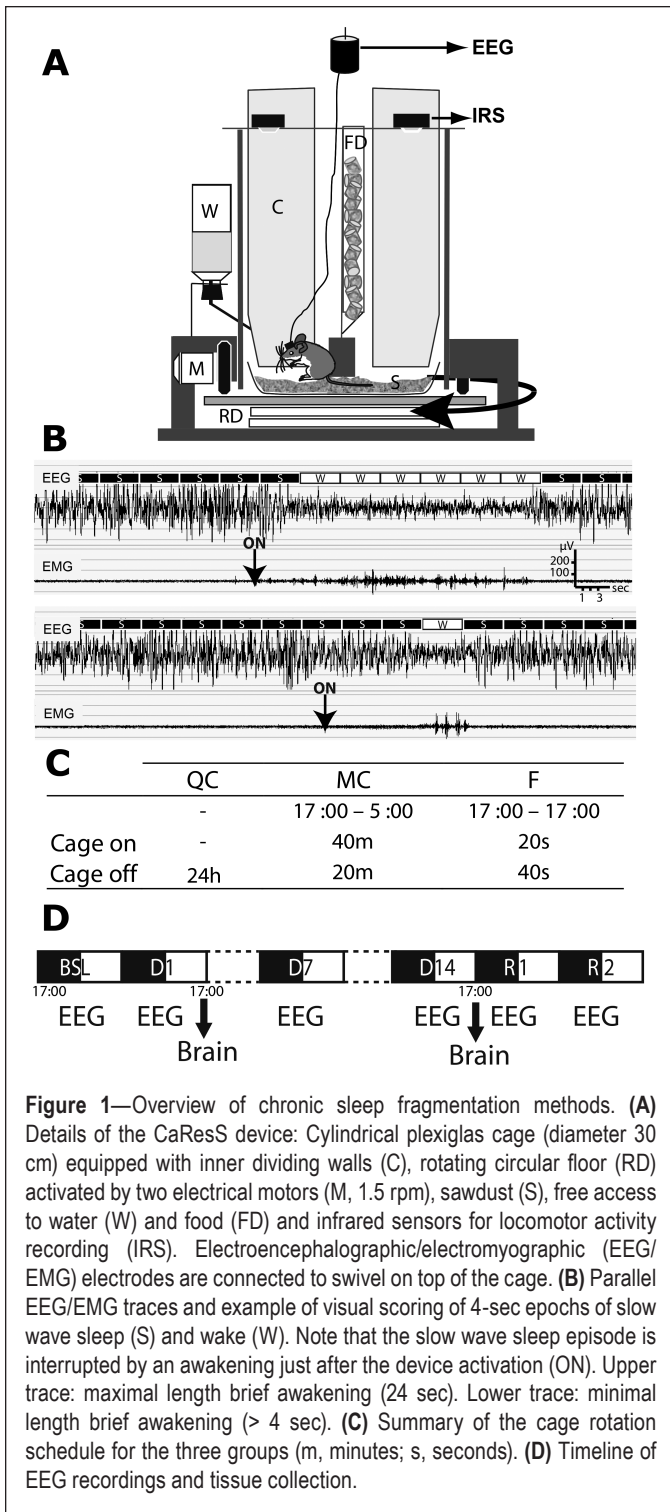 A
EEG
IRS
FD
W
C
M
S
RD
B
EEG S S S S S S W W W W W W S S
ON
EMG
µV
200
100
sec
1 3
EEG S S S S S S S S W S S S S
ON
EMG
C
QC MC F
- 17 :00 – 5 :00 17 :00 – 17 :00
Cage on - 40m 20s
Cage off 24h 20m 40s
D
BSL D1 D7 D14 R1 R2
17:00 17:00 17:00
EEG EEG EEG EEG EEG EEG
Brain Brain
Figure 1—Overview of chronic sleep fragmentation methods. (A)
Details of the CaResS device: Cylindrical plexiglas cage (diameter 30
cm) equipped with inner dividing walls (C), rotating circular floor (RD)
activated by two electrical motors (M, 1.5 rpm), sawdust (S), free access
to water (W) and food (FD) and infrared sensors for locomotor activity
recording (IRS). Electroencephalographic/electromyographic (EEG/
EMG) electrodes are connected to swivel on top of the cage. (B) Parallel
EEG/EMG traces and example of visual scoring of 4-sec epochs of slow
wave sleep (S) and wake (W). Note that the slow wave sleep episode is
interrupted by an awakening just after the device activation (ON). Upper
trace: maximal length brief awakening (24 sec). Lower trace: minimal
length brief awakening (> 4 sec). (C) Summary of the cage rotation
schedule for the three groups (m, minutes; s, seconds). (D) Timeline of
EEG recordings and tissue collection.